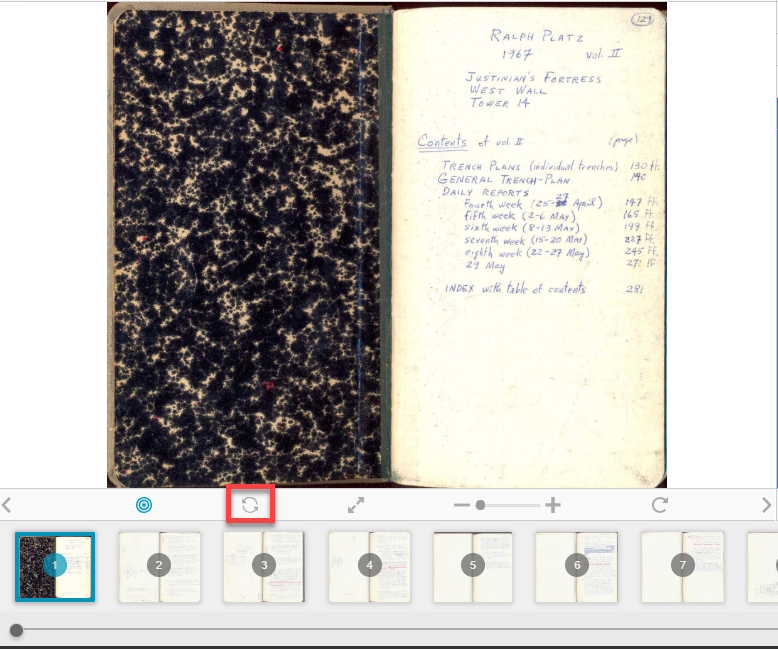 129
RALPH PLATZ
1967 vol. II
JUSTINIAN'S FORTRESS
WEST WALL
TOWER 14
Contents of vol. II (page)
TRENCH PLANS (individual trenches) 130 ff.
GENERAL TRENCH-PLAN 140
DAILY REPORTS
Fourth week (25-27 April) 147 ff.
fifth week (2-6 MAY) 165 ff.
sixth week (8-13 MAY) 199 ff.
seventh week (15-20 MAY) 227 ff.
eighth week (22-27 May) 245 ff.
29 May ff
INDEX with table of contents 281
1 2 3 4 5 6 7